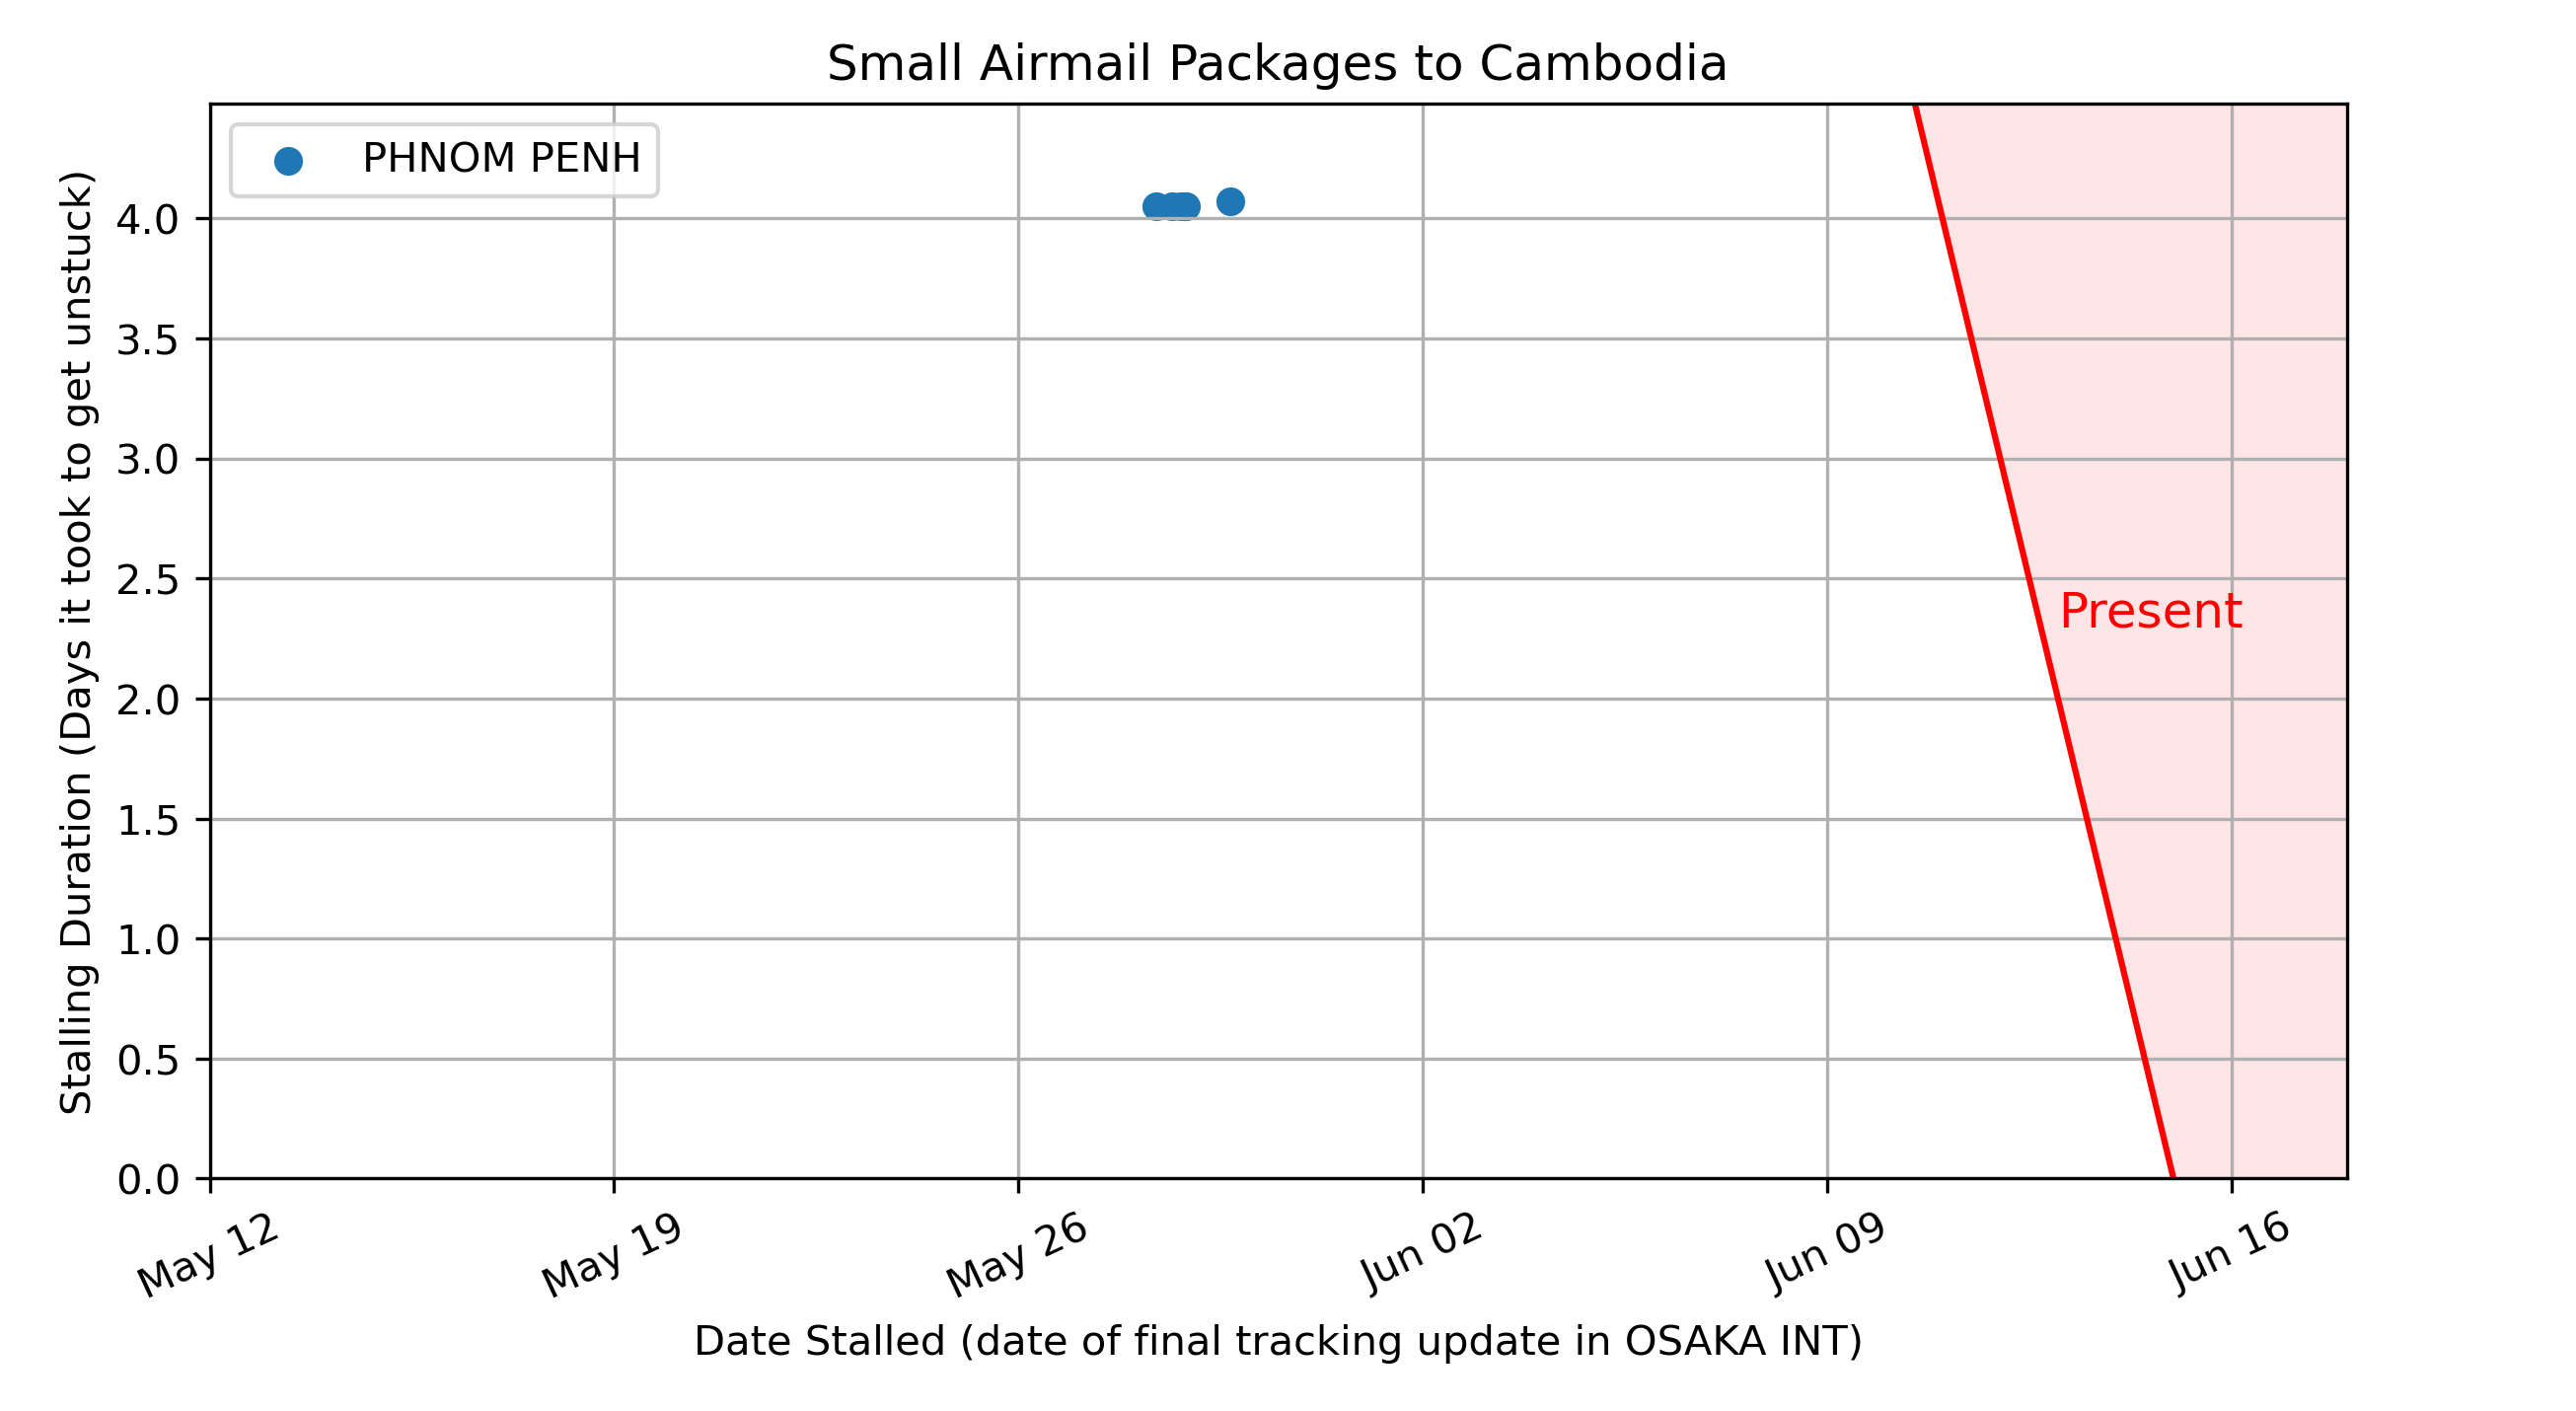 Small Airmail Packages to Cambodia
PHNOM PENH
Stalling Duration (Days it took to get unstuck)
4.0
3.5
3.0
2.5
2.0
1.5
1.0
0.5
0.0
Present
May 12
May 19
May 26
Jun 02
Jun 09
Jun 16
Date Stalled (date of final tracking update in OSAKA INT)